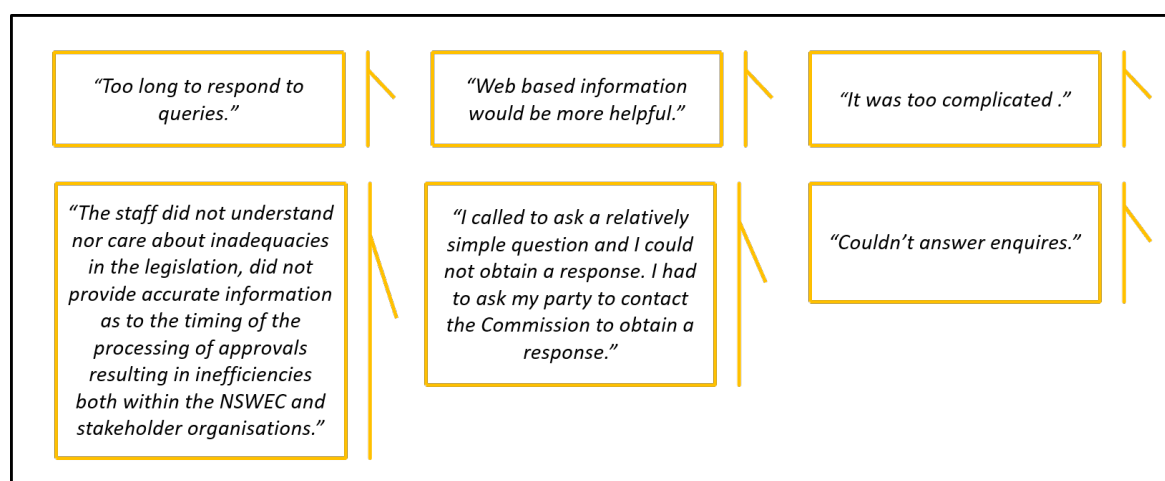 “Too long to respond to
queries.”
“Web based information
would be more helpful.”
“It was too complicated .”
“The staff did not understand
nor care about inadequacies
in the legislation, did not
provide accurate information
as to the timing of the
processing of approvals
resulting in inefficiencies
both within the NSWEC and
stakeholder organisations.”
“I called to ask a relatively
simple question and I could
not obtain a response. I had
to ask my party to contact
the Commission to obtain a
response.”
“Couldn’t answer enquires.”